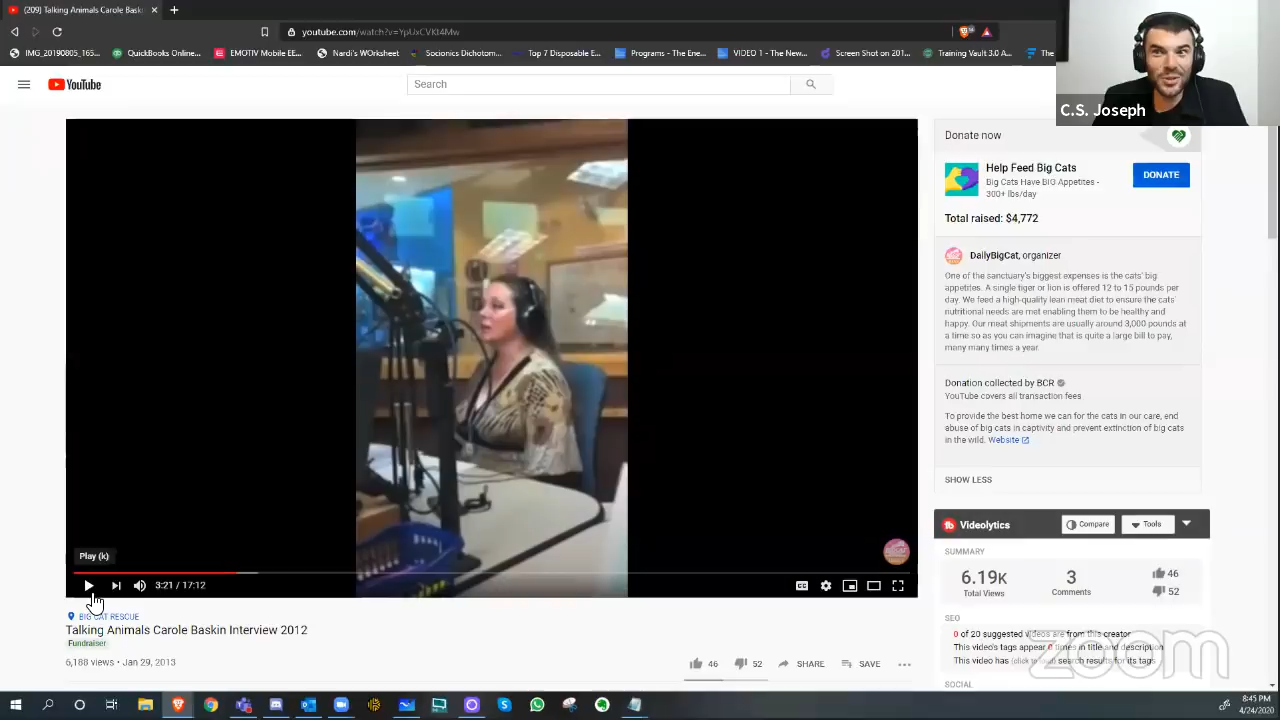 (209) Talking Animals Carole Bask
youtube.com/watch?v=YpUxCVKt4Mw
IMG_20190805_165...
QuickBooks Online...
EMOTIV Mobile EE...
Nardi's WOrksheet
Socionics Dichotom...
Top 7 Disposable E...
Programs - The Ene...
VIDEO 1 - The New...
Screen Shot on 201...
Training Vault 3.0 A...
The
YouTube
Search
C.S. Joseph
Donate now
Help Feed Big Cats
Big Cats Have BIG Appetites -
300+ lbs/day
DONATE
Total raised: $4,772
DailyBigCat, organizer
One of the sanctuary's biggest expenses is the cats' big
appetites. A single tiger or lion is offered 12 to 15 pounds per
day. We feed a high-quality lean meat diet to ensure the cats'
nutritional needs are met enabling them to be healthy and
happy. Our meat shipments are usually around 3,000 pounds at
a time so as you can imagine that is quite a large bill to pay,
many many times a year.
Donation collected by BCR
YouTube covers all transaction fees
To provide the best home we can for the cats in our care, end
abuse of big cats in captivity and prevent extinction of big cats
in the wild. Website
SHOW LESS
Play (k)
3:21 / 17:12
CC
BIG CAT RESCUE
Talking Animals Carole Baskin Interview 2012
Fundraiser
6,188 views • Jan 29, 2013
46
52
SHARE
SAVE
Videolytics
Compare
Tools
SUMMARY
6.19K
Total Views
3
Comments
46
52
SEO
0 of 20 suggested videos are from this creator
This video's tags appear 0 times in title and description
This video has (click to load) search results for its tags
SOCIAL
zoom
8:45 PM
4/24/2020